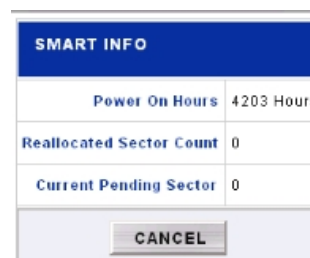 SMART INFO
Power On Hours 4203 Hour
Reallocated Sector Count 0
Current Pending Sector 0
CANCEL